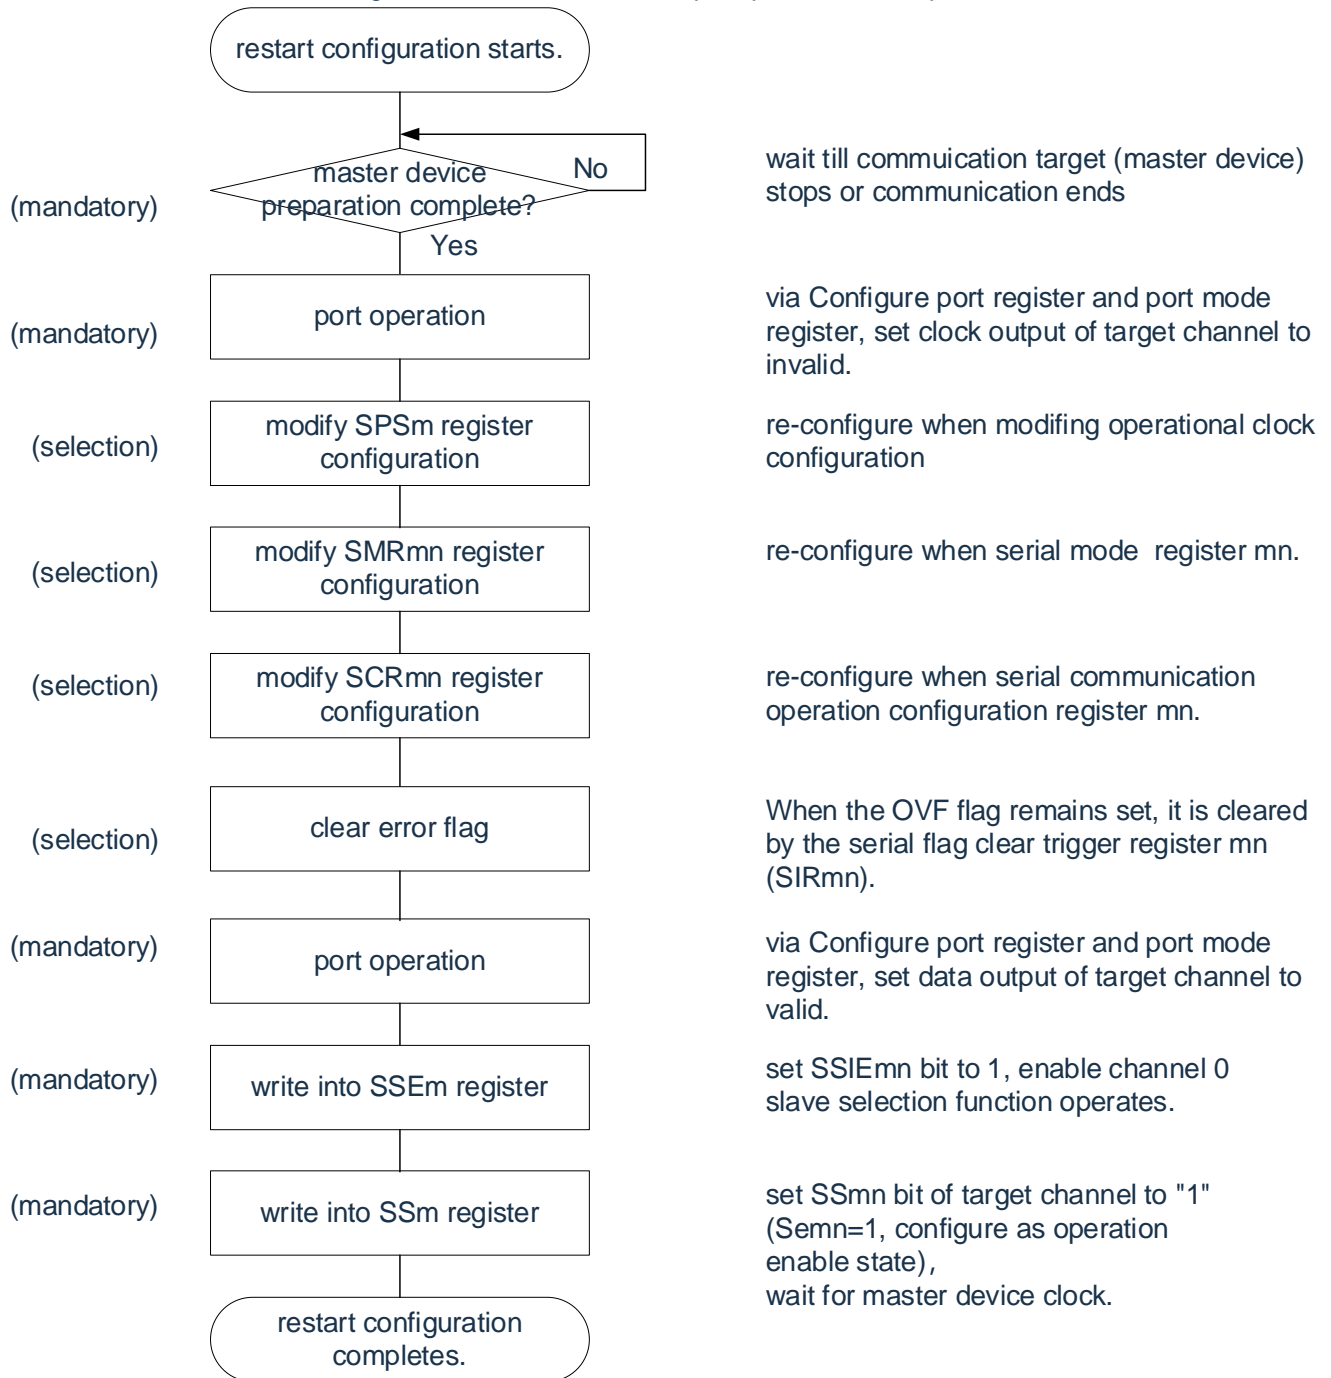 restart configuration starts.
No
master device
preparation complete?
(mandatory)
wait till commuication target (master device)
stops or communication ends
Yes
port operation
(mandatory)
via Configure port register and port mode
register, set clock output of target channel to
invalid.
modify SPSm register
configuration
(selection)
re-configure when modifing operational clock
configuration
modify SMRmn register
configuration
(selection)
re-configure when serial mode  register mn.
modify SCRmn register
configuration
(selection)
re-configure when serial communication
operation configuration register mn.
clear error flag
(selection)
When the OVF flag remains set, it is cleared
by the serial flag clear trigger register mn
(SIRmn).
(mandatory)
port operation
via Configure port register and port mode
register, set data output of target channel to
valid.
(mandatory)
write into SSEm register
set SSIEmn bit to 1, enable channel 0
slave selection function operates.
(mandatory)
write into SSm register
set SSmn bit of target channel to "1"
(Semn=1, configure as operation
enable state),
wait for master device clock.
restart configuration
completes.